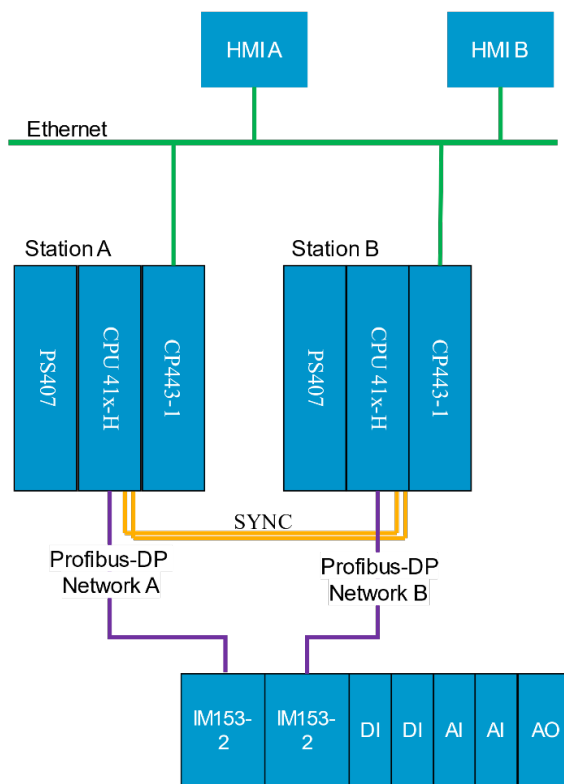 HMI A
HMI B
Ethernet
Station A
Station B
PS407
CPU 41x-H
CP443-1
PS407
CPU 41x-H
CP443-1
SYNC
Profibus-DP
Network A
Profibus-DP
Network B
IM153-
2
IM153-
2
DI
DI
AI
AI
AO